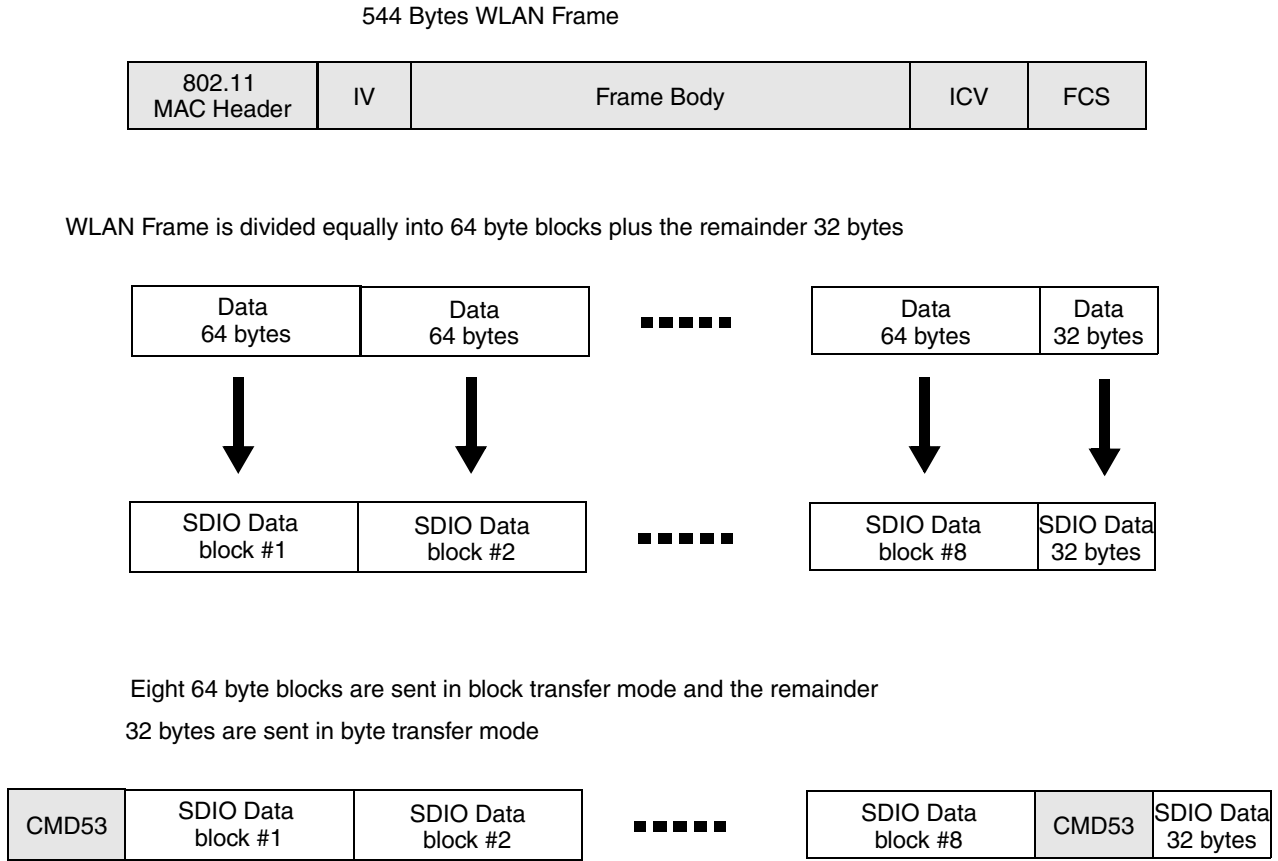 544 Bytes WLAN Frame
802.11
MAC Header
IV
Frame Body
ICV
FCS
WLAN Frame is divided equally into 64 byte blocks plus the remainder 32 bytes
Data
64 bytes
Data
64 bytes
Data
64 bytes
Data
32 bytes
SDIO Data
block #1
SDIO Data
block #2
SDIO Data
block #8
SDIO Data
32 bytes
Eight 64 byte blocks are sent in block transfer mode and the remainder
32 bytes are sent in byte transfer mode
CMD53
SDIO Data
block #1
SDIO Data
block #2
SDIO Data
block #8
CMD53
SDIO Data
32 bytes